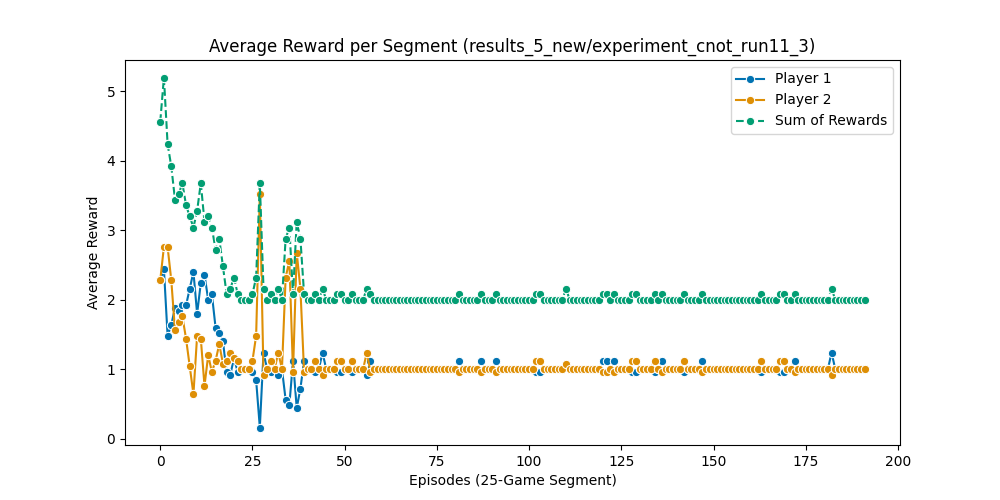 Average Reward per Segment (results_5_new/experiment_cnot_run11_3)
Player 1
Player 2
Sum of Rewards
Average Reward
5
4
3
2
1
0
0 25 50 75 100 125 150 175 200
Episodes (25-Game Segment)